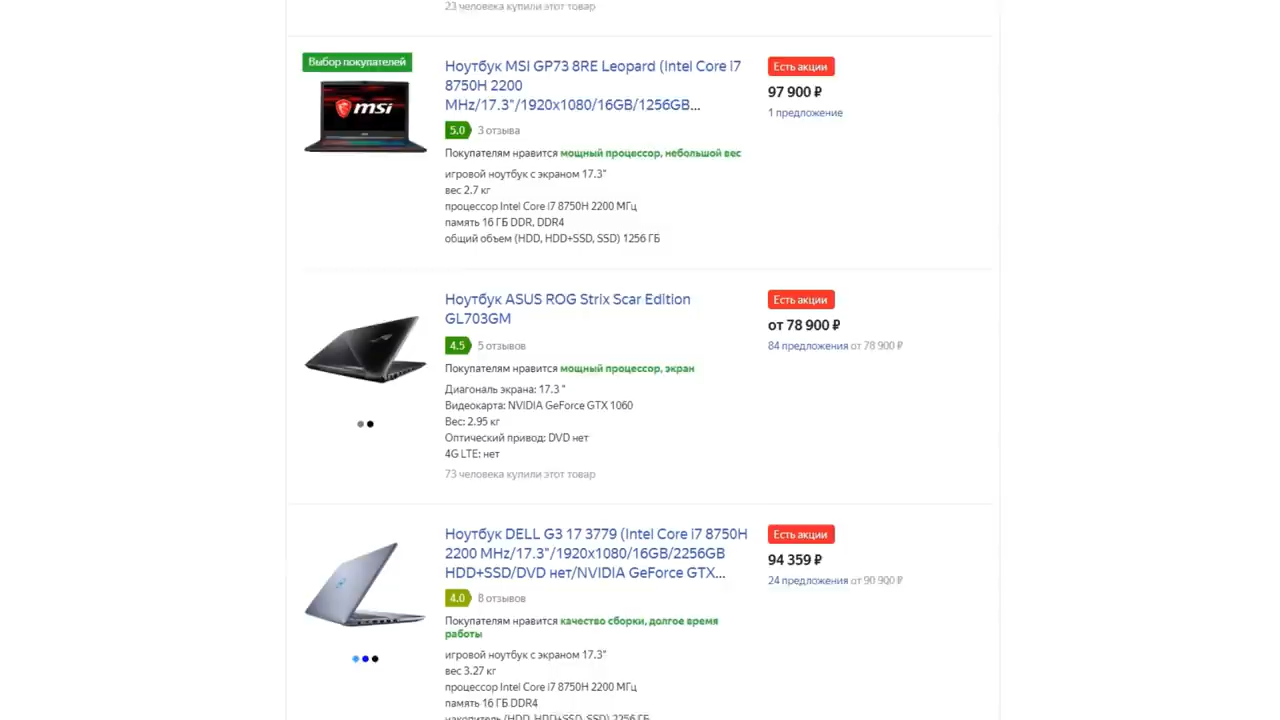 23 человека купили этот товар
Выбор покупателей
msi
Ноутбук MSI GP73 8RE Leopard (Intel Core i7
8750H 2200
MHz/17.3"/1920x1080/16GB/1256GB...
5.0 3 отзыва
Покупателям нравится мощный процессор, небольшой вес
игровой ноутбук с экраном 17.3"
вес 2.7 кг
процессор Intel Core i7 8750H 2200 МГц
память 16 ГБ DDR, DDR4
общий объем (HDD, HDD+SSD, SSD) 1256 ГБ
Есть акции
97 900 ₽
1 предложение
Ноутбук ASUS ROG Strix Scar Edition
GL703GM
4.5 5 отзывов
Покупателям нравится мощный процессор, экран
Диагональ экрана: 17.3 "
Видеокарта: NVIDIA GeForce GTX 1060
Вес: 2.95 кг
Оптический привод: DVD нет
4G LTE: нет
73 человека купили этот товар
Есть акции
от 78 900 ₽
84 предложения от 78 900 ₽
Ноутбук DELL G3 17 3779 (Intel Core i7 8750H
2200 MHz/17.3"/1920x1080/16GB/2256GB
HDD+SSD/DVD нет/NVIDIA GeForce GTX...
4.0 8 отзывов
Покупателям нравится качество сборки, долгое время
работы
игровой ноутбук с экраном 17.3"
вес 3.27 кг
процессор Intel Core i7 8750H 2200 МГц
память 16 ГБ DDR4
накопитель (HDD, HDD+SSD, SSD) 2256 ГБ
Есть акции
94 359 ₽
24 предложения от 90 900 ₽